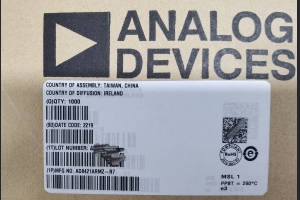 ANALOG
DEVICES
COUNTRY OF ASSEMBLY: TAIWAN, CHINA
COUNTRY OF DIFFUSION: IRELAND
(Q)QTY: 1000
(9D)DATE CODE: 2219
(1T)LOT NUMBER:
(1P)MFG NO. AD8421ARMZ-R7
RoHS
e
MSL 1
PPBT = 260°C
e3